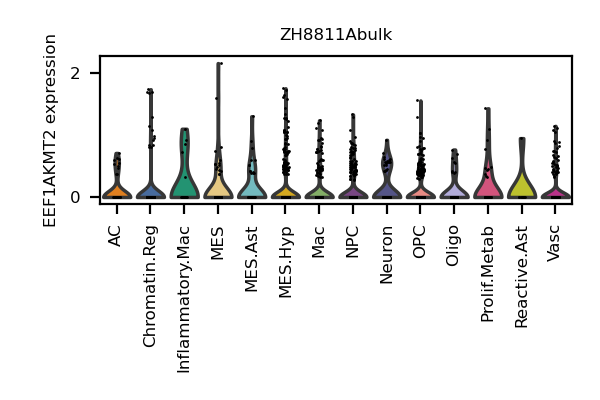 ZH8811Abulk
EEF1AKMT2 expression
2
0
AC
Chromatin.Reg
Inflammatory.Mac
MES
MES.Ast
MES.Hyp
Mac
NPC
Neuron
OPC
Oligo
Prolif.Metab
Reactive.Ast
Vasc